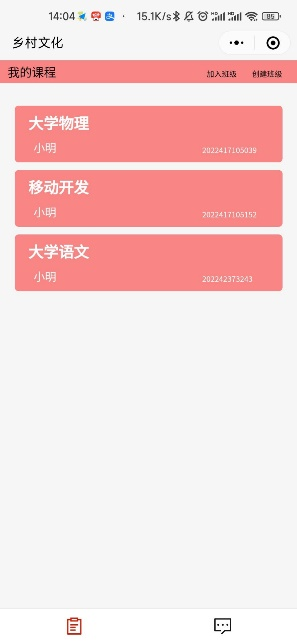 14:04 15.1K/s 85
乡村文化
我的课程 加入班级 创建班级
大学物理
小明 2022417105039
移动开发
小明 2022417105152
大学语文
小明 202242373243